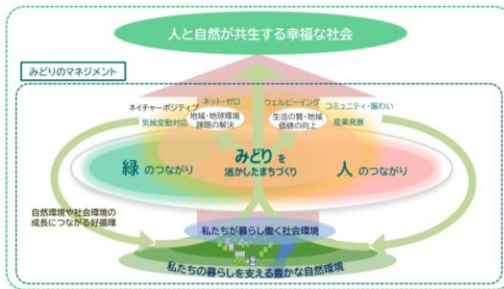 人と自然が共生する幸福な社会
みどりのマネジメント
ネイチャーポジティブ
ネット・ゼロ
気候変動対応
地域・地球環境
課題の解決
ウェルビーイング
コミュニティ・賑わい
生活の質・地域
価値の向上
産業発展
緑のつながり
みどりを
活かしたまちづくり
人のつながり
自然環境や社会環境の
成長につながる好循環
私たちが暮らし働く社会環境
私たちの暮らしを支える豊かな自然環境